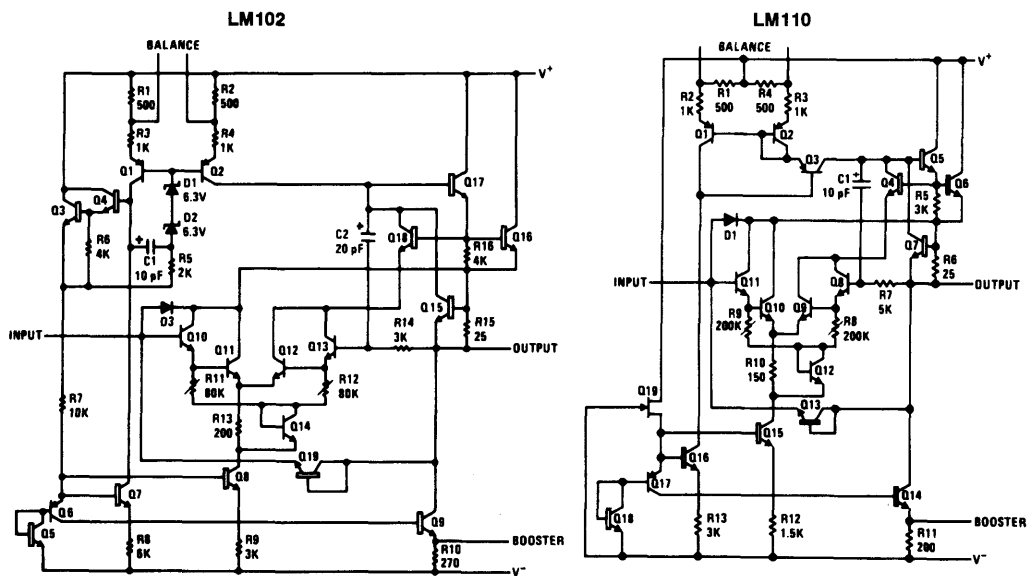 LM102
BALANCE
V+
R1
500
R2
500
R3
1K
R4
1K
Q1
Q2
D1
6.3V
D2
6.3V
Q3
Q4
Q17
R6
4K
C1
10 pF
R5
2K
C2
20 pF
Q18
R16
4K
Q16
INPUT
D3
Q10
Q11
Q12
Q13
R14
3K
Q15
R15
25
OUTPUT
R11
80K
R12
80K
R7
10K
R13
200
Q14
Q19
Q8
Q6
Q7
Q5
Q9
BOOSTER
R8
6K
R9
3K
R10
270
V-
LM110
BALANCE
V+
R2
1K
R1
500
R4
500
R3
1K
Q1
Q2
Q3
Q5
C1
10 pF
Q4
R5
3K
Q6
D1
Q7
R6
25
INPUT
Q11
Q8
R7
5K
OUTPUT
R9
200K
Q10
Q9
R8
200K
R10
150
Q12
Q19
Q13
Q15
Q16
Q17
Q18
Q14
BOOSTER
R13
3K
R12
1.5K
R11
200
V-